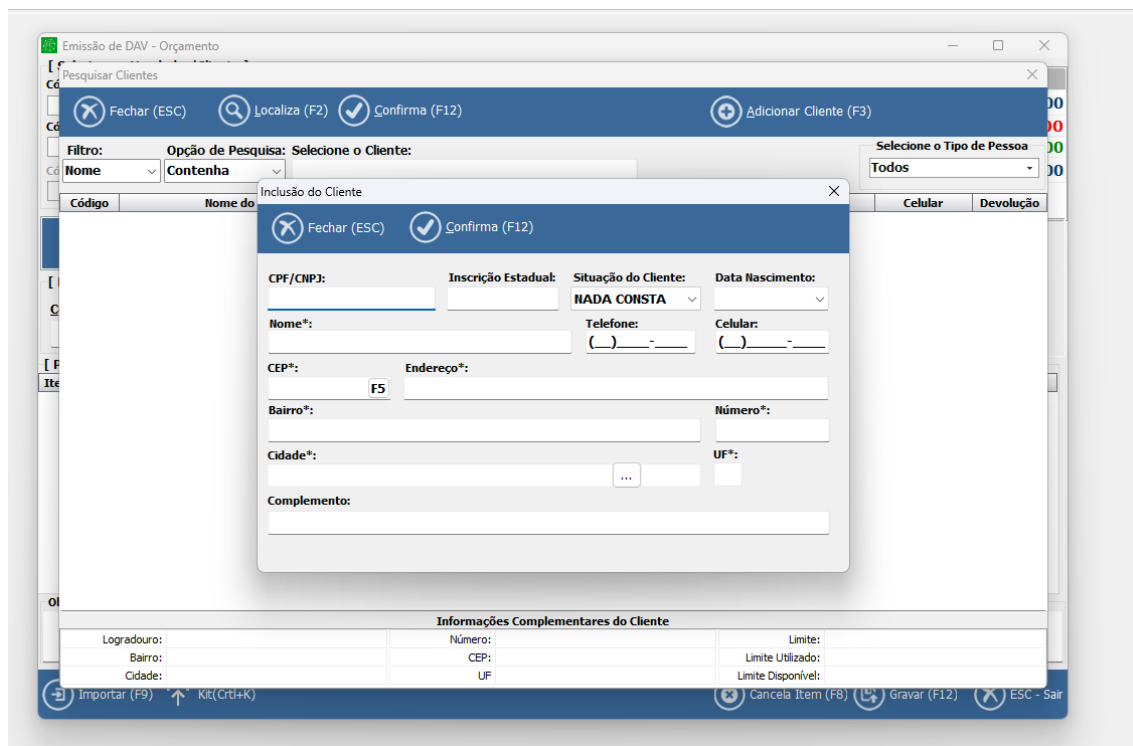 Emissão de DAV - Orçamento
Pesquisar Clientes
Fechar (ESC) Localiza (F2) Confirma (F12) Adicionar Cliente (F3)
Filtro: Opção de Pesquisa: Selecione o Cliente: Selecione o Tipo de Pessoa
Nome Contenha Todos
Código Nome do Celular Devolução
Inclusão do Cliente
Fechar (ESC) Confirma (F12)
CPF/CNPJ: Inscrição Estadual: Situação do Cliente: Data Nascimento:
NADA CONSTA
Nome*: Telefone: Celular:
(__)____-____ (__)_____-____
CEP*: Endereço*:
F5
Bairro*: Número*:
Cidade*: UF*:
...
Complemento:
Informações Complementares do Cliente
Logradouro: Número: Limite:
Bairro: CEP: Limite Utilizado:
Cidade: UF Limite Disponível:
Importar (F9) Kit(Crtl+K) Cancela Item (F8) Gravar (F12) ESC - Sair